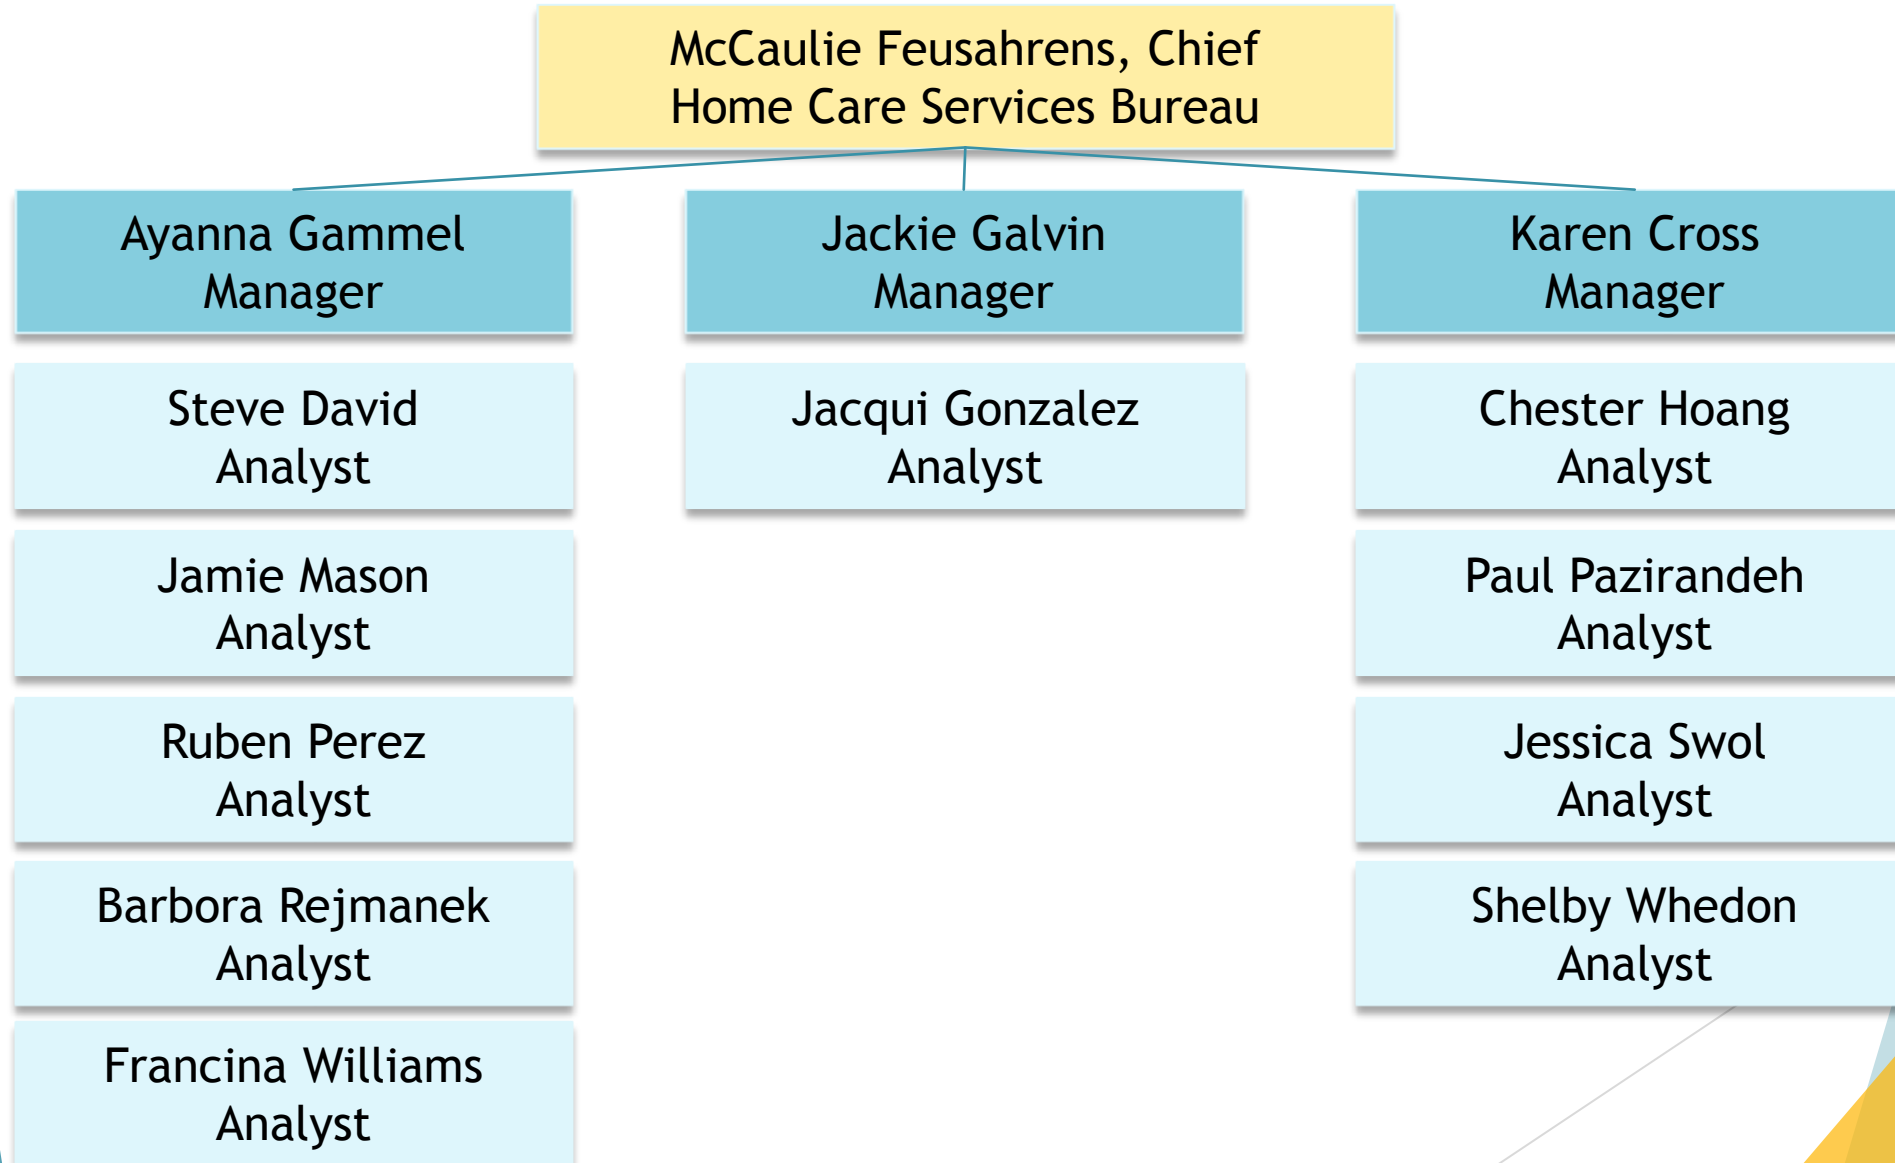 McCaulie Feusahrens, Chief
Home Care Services Bureau
Ayanna Gammel
Manager
Steve David
Analyst
Jamie Mason
Analyst
Ruben Perez
Analyst
Barbora Rejmanek
Analyst
Francina Williams
Analyst
Jackie Galvin
Manager
Jacqui Gonzalez
Analyst
Karen Cross
Manager
Chester Hoang
Analyst
Paul Pazirandeh
Analyst
Jessica Swol
Analyst
Shelby Whedon
Analyst